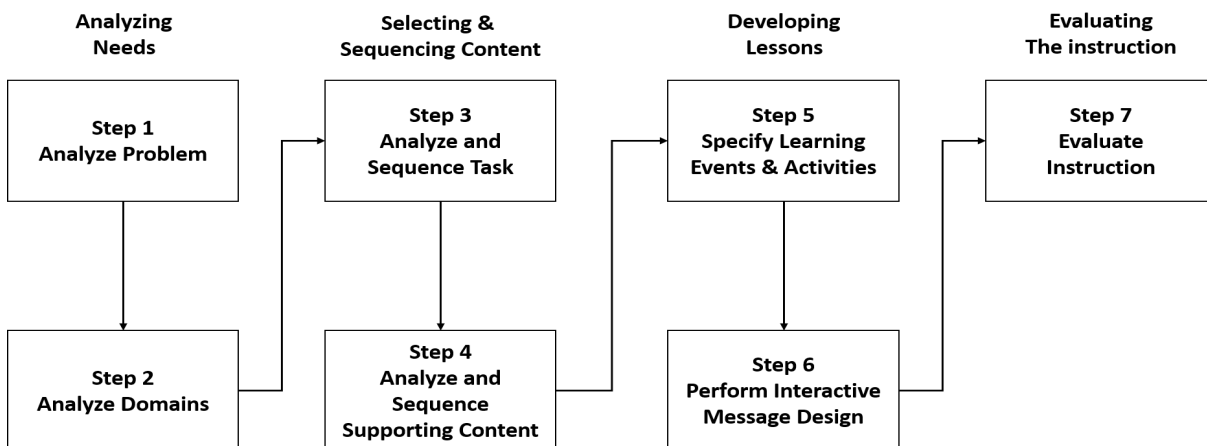 Analyzing
Needs
Selecting &
Sequencing Content
Developing
Lessons
Evaluating
The instruction
Step 1
Analyze Problem
Step 3
Analyze and
Sequence Task
Step 5
Specify Learning
Events & Activities
Step 7
Evaluate
Instruction
Step 2
Analyze Domains
Step 4
Analyze and
Sequence
Supporting Content
Step 6
Perform Interactive
Message Design